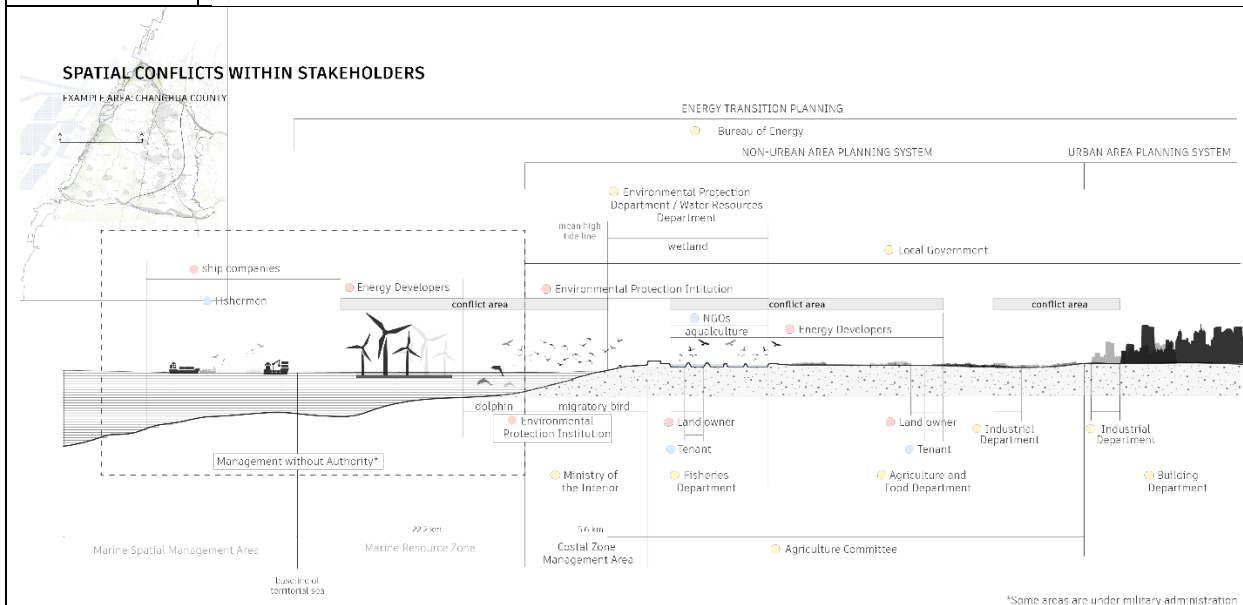 SPATIAL CONFLICTS WITHIN STAKEHOLDERS
EXAMPLE AREA: CHANGHUA COUNTY
A
A'
ENERGY TRANSITION PLANNING
Bureau of Energy
NON-URBAN AREA PLANNING SYSTEM
URBAN AREA PLANNING SYSTEM
Environmental Protection
Department / Water Resources
Department
mean high
tide line
wetland
Local Government
ship companies
Energy Developers
Environmental Protection Intitution
Fishermen
conflict area
conflict area
conflict area
NGOs
aqualculture
Energy Developers
dolphin
migratory bird
Environmental
Protection Institution
Land owner
Tenant
Land owner
Tenant
Industrial
Department
Industrial
Department
Management without Authority*
Ministry of
the Interior
Fisheries
Department
Agriculture and
Food Department
Building
Department
22.2 km
5.6 km
Marine Spatial Management Area
Marine Resource Zone
Costal Zone
Management Area
Agriculture Committee
baseline of
territorial sea
*Some areas are under military administration